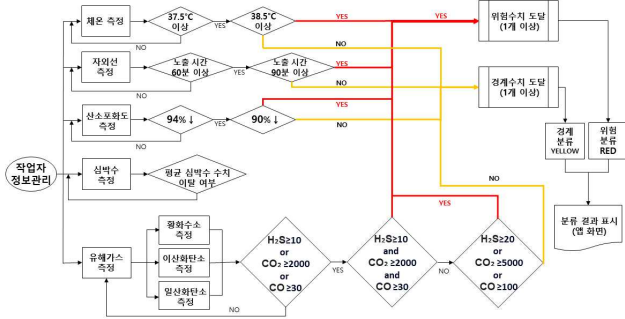 체온 측정
37.5°C
이상
YES
38.5°C
이상
YES
NO
NO
위험수치 도달
(1개 이상)
자외선
측정
노출 시간
60분 이상
YES
노출 시간
90분 이상
YES
NO
NO
경계수치 도달
(1개 이상)
산소포화도
측정
94%↓
YES
90%↓
YES
NO
NO
경계
분류
YELLOW
위험
분류
RED
작업자
정보관리
심박수
측정
평균 심박수 수치
이탈 여부
NO
YES
분류 결과 표시
(앱 화면)
유해가스
측정
황화수소
측정
이산화탄소
측정
일산화탄소
측정
H₂S≥10
or
CO₂ ≥2000
or
CO ≥30
YES
H₂S≥10
and
CO₂ ≥2000
and
CO ≥30
NO
H₂S≥20
or
CO₂ ≥5000
or
CO ≥100
NO